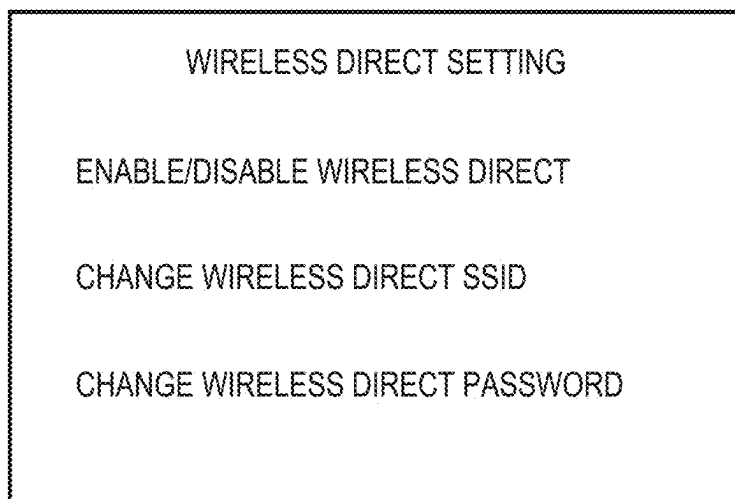 WIRELESS DIRECT SETTING
ENABLE/DISABLE WIRELESS DIRECT
CHANGE WIRELESS DIRECT SSID
CHANGE WIRELESS DIRECT PASSWORD